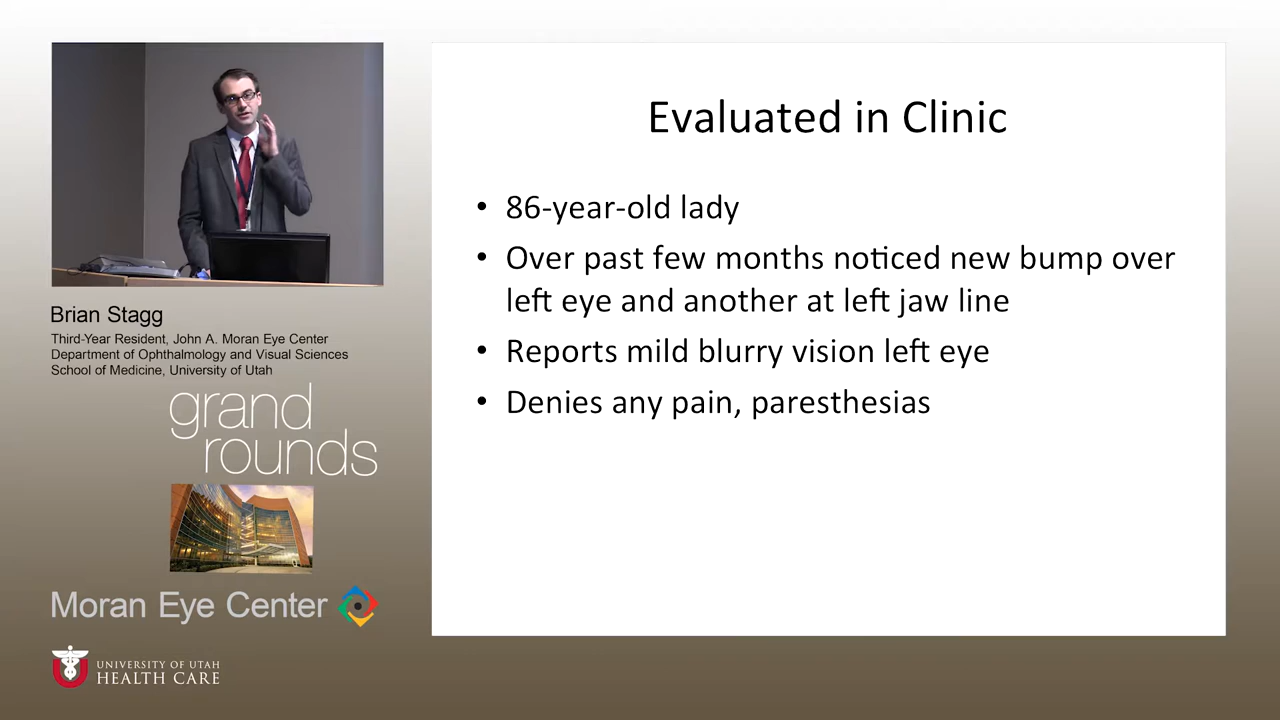 Evaluated in Clinic
• 86-year-old lady
• Over past few months noticed new bump over
left eye and another at left jaw line
• Reports mild blurry vision left eye
• Denies any pain, paresthesias
Brian Stagg
Third-Year Resident, John A. Moran Eye Center
Department of Ophthalmology and Visual Sciences
School of Medicine, University of Utah
grand
rounds
Moran Eye Center
UNIVERSITY OF UTAH
HEALTH CARE